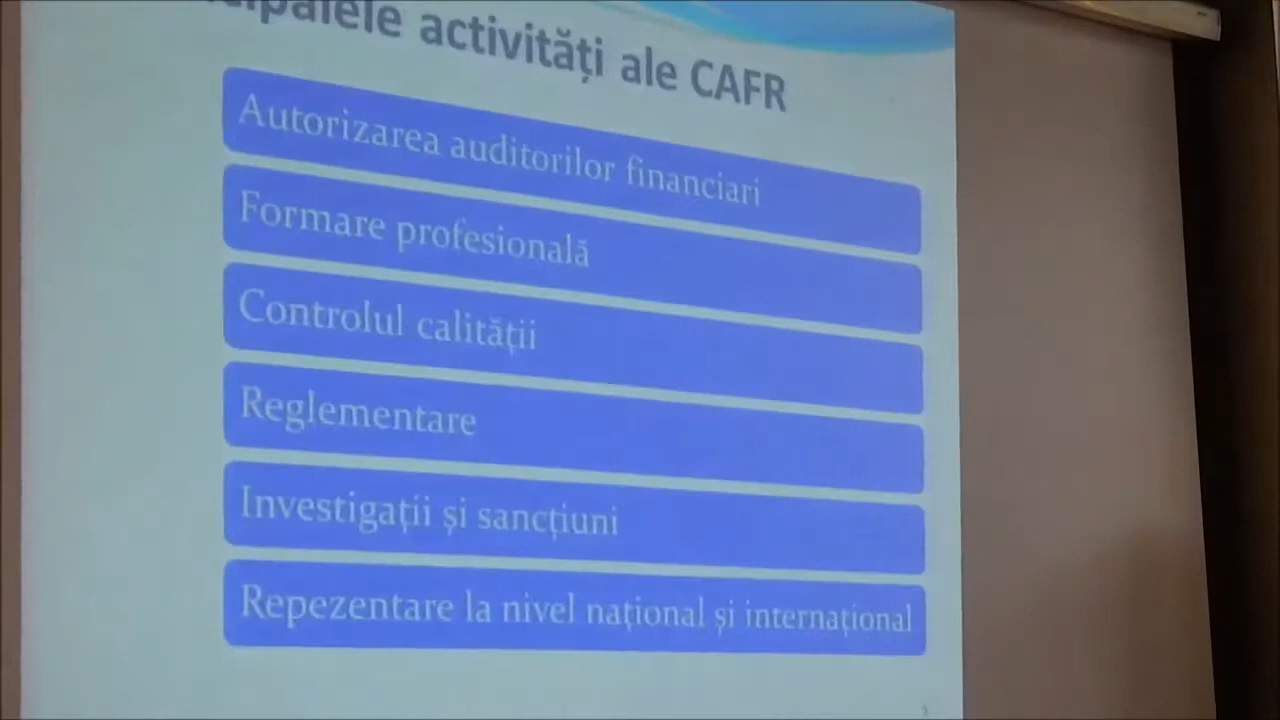 activități ale CAFR
Autorizarea auditorilor financiari
Formare profesională
Controlul calității
Reglementare
Investigații și sancțiuni
Repezentare la nivel național și internațional